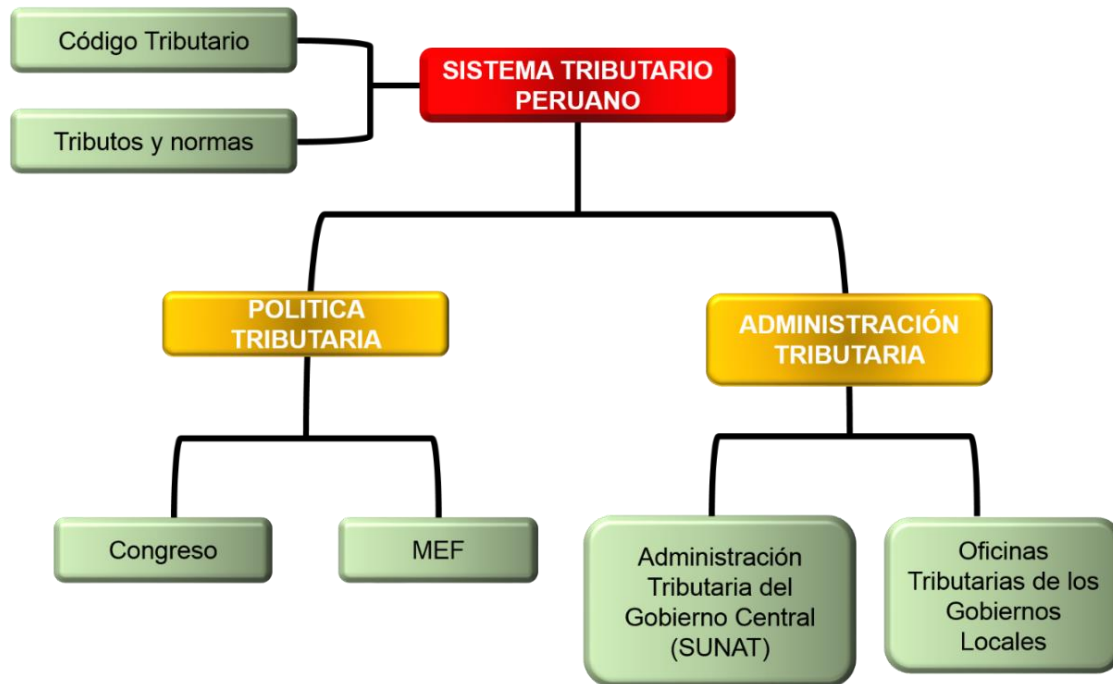 Código Tributario
SISTEMA TRIBUTARIO
PERUANO
Tributos y normas
POLITICA
TRIBUTARIA
ADMINISTRACIÓN
TRIBUTARIA
Congreso
MEF
Administración
Tributaria del
Gobierno Central
(SUNAT)
Oficinas
Tributarias de los
Gobiernos
Locales